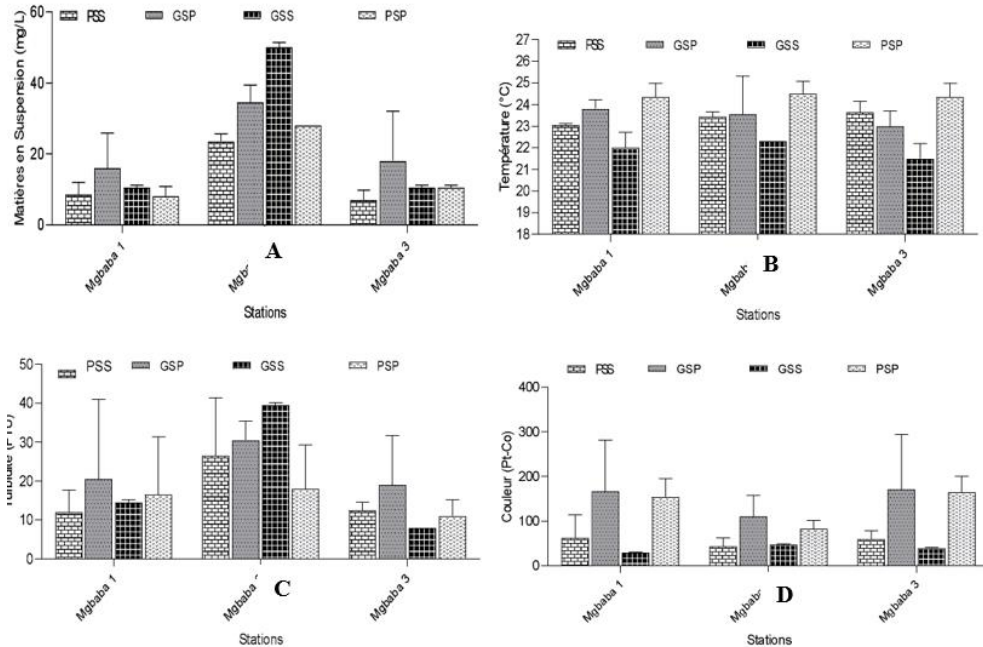 PSS GSP GSS PSP
Matières en Suspension (mg/L)
60
40
20
0
Mgbaba 1
Mgbaba 3
A
Stations
PSS GSP GSS PSP
Température (°C)
27
26
25
24
23
22
21
20
19
18
Mgbaba 1
Mgbab
Mgbaba 3
B
Stations
PSS GSP GSS PSP
50
40
30
20
10
0
Mgbaba 1
Mgbaba
Mgbaba 3
C
Stations
PSS GSP GSS PSP
Couleur (Pt-Co)
400
300
200
100
0
Mgbaba 1
Mgbab
Mgbaba 3
D
Stations